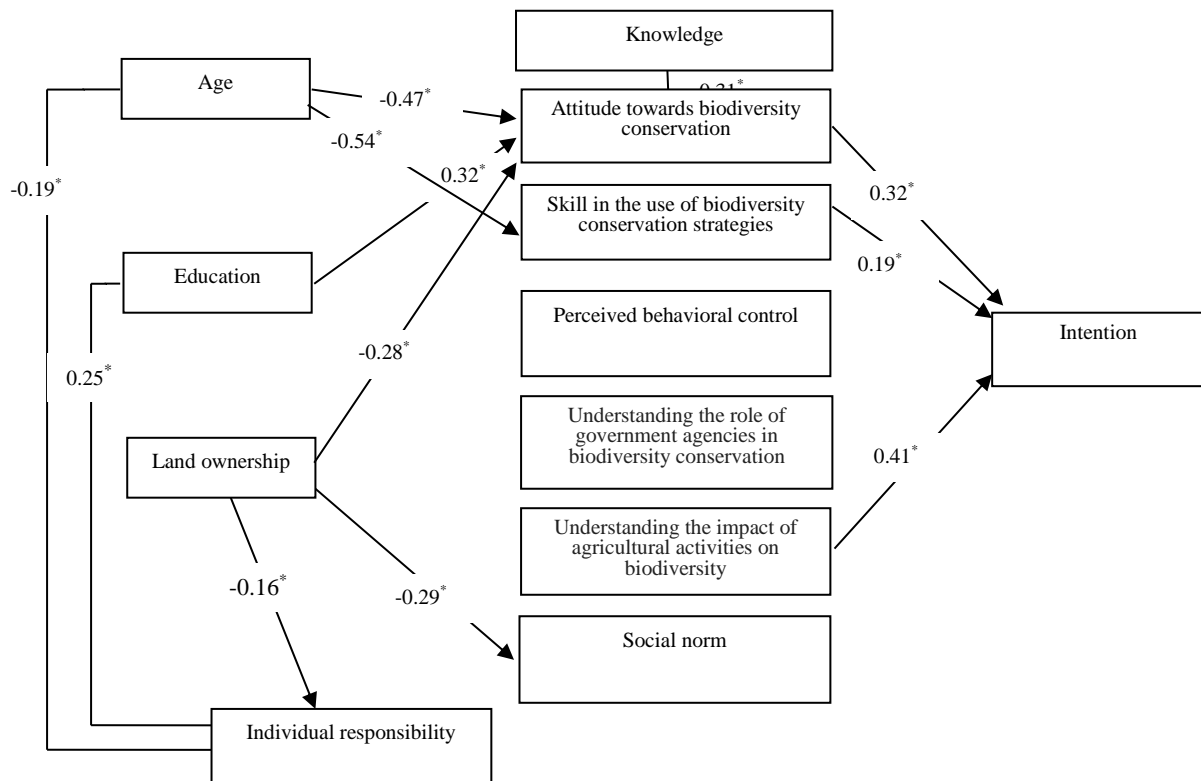 Knowledge
Age
-0.47*
Attitude towards biodiversity
conservation
-0.54*
-0.19*
0.32*
0.32*
Skill in the use of biodiversity
conservation strategies
0.19*
Education
Perceived behavioral control
Intention
-0.28*
0.25*
Understanding the role of
government agencies in
biodiversity conservation
Land ownership
0.41*
Understanding the impact of
agricultural activities on
biodiversity
-0.16*
-0.29*
Social norm
Individual responsibility